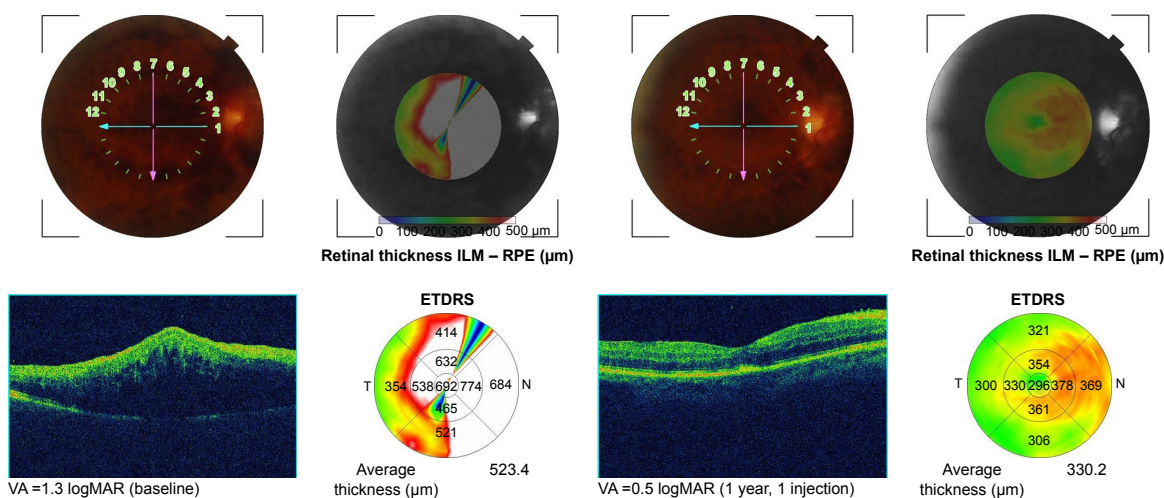 7
8 6
9 5
10 4
11 3
12 2
1
0 100 200 300 400 500 µm
Retinal thickness ILM – RPE (µm)
7
8 6
9 5
10 4
11 3
12 2
1
0 100 200 300 400 500 µm
Retinal thickness ILM – RPE (µm)
VA =1.3 logMAR (baseline)
ETDRS
414
632
T 354 538 692 774 684 N
465
521
Average 523.4
thickness (µm)
VA =0.5 logMAR (1 year, 1 injection)
ETDRS
321
354
T 300 330 296 378 369 N
361
306
Average 330.2
thickness (µm)